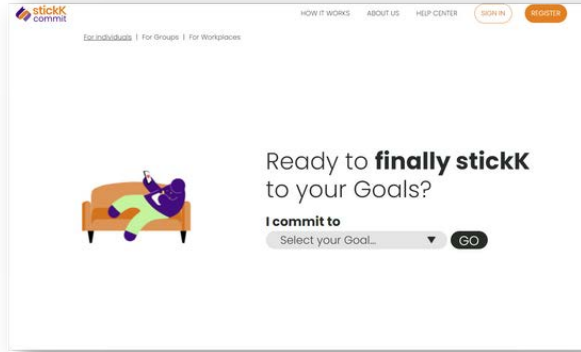 stickK
commit
HOW IT WORKS ABOUT US HELP CENTER SIGN IN REGISTER
For Individuals | For Groups | For Workplaces
Ready to finally stickK
to your Goals?
I commit to
Select your Goal... GO